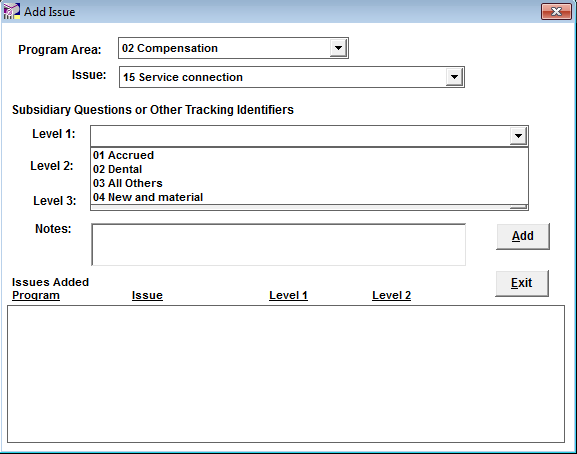 Add Issue
Program Area: 02 Compensation
Issue: 15 Service connection
Subsidiary Questions or Other Tracking Identifiers
Level 1:
01 Accrued
Level 2: 02 Dental
03 All Others
Level 3: 04 New and material
Notes:
Add
Issues Added
Exit
Program Issue Level 1 Level 2